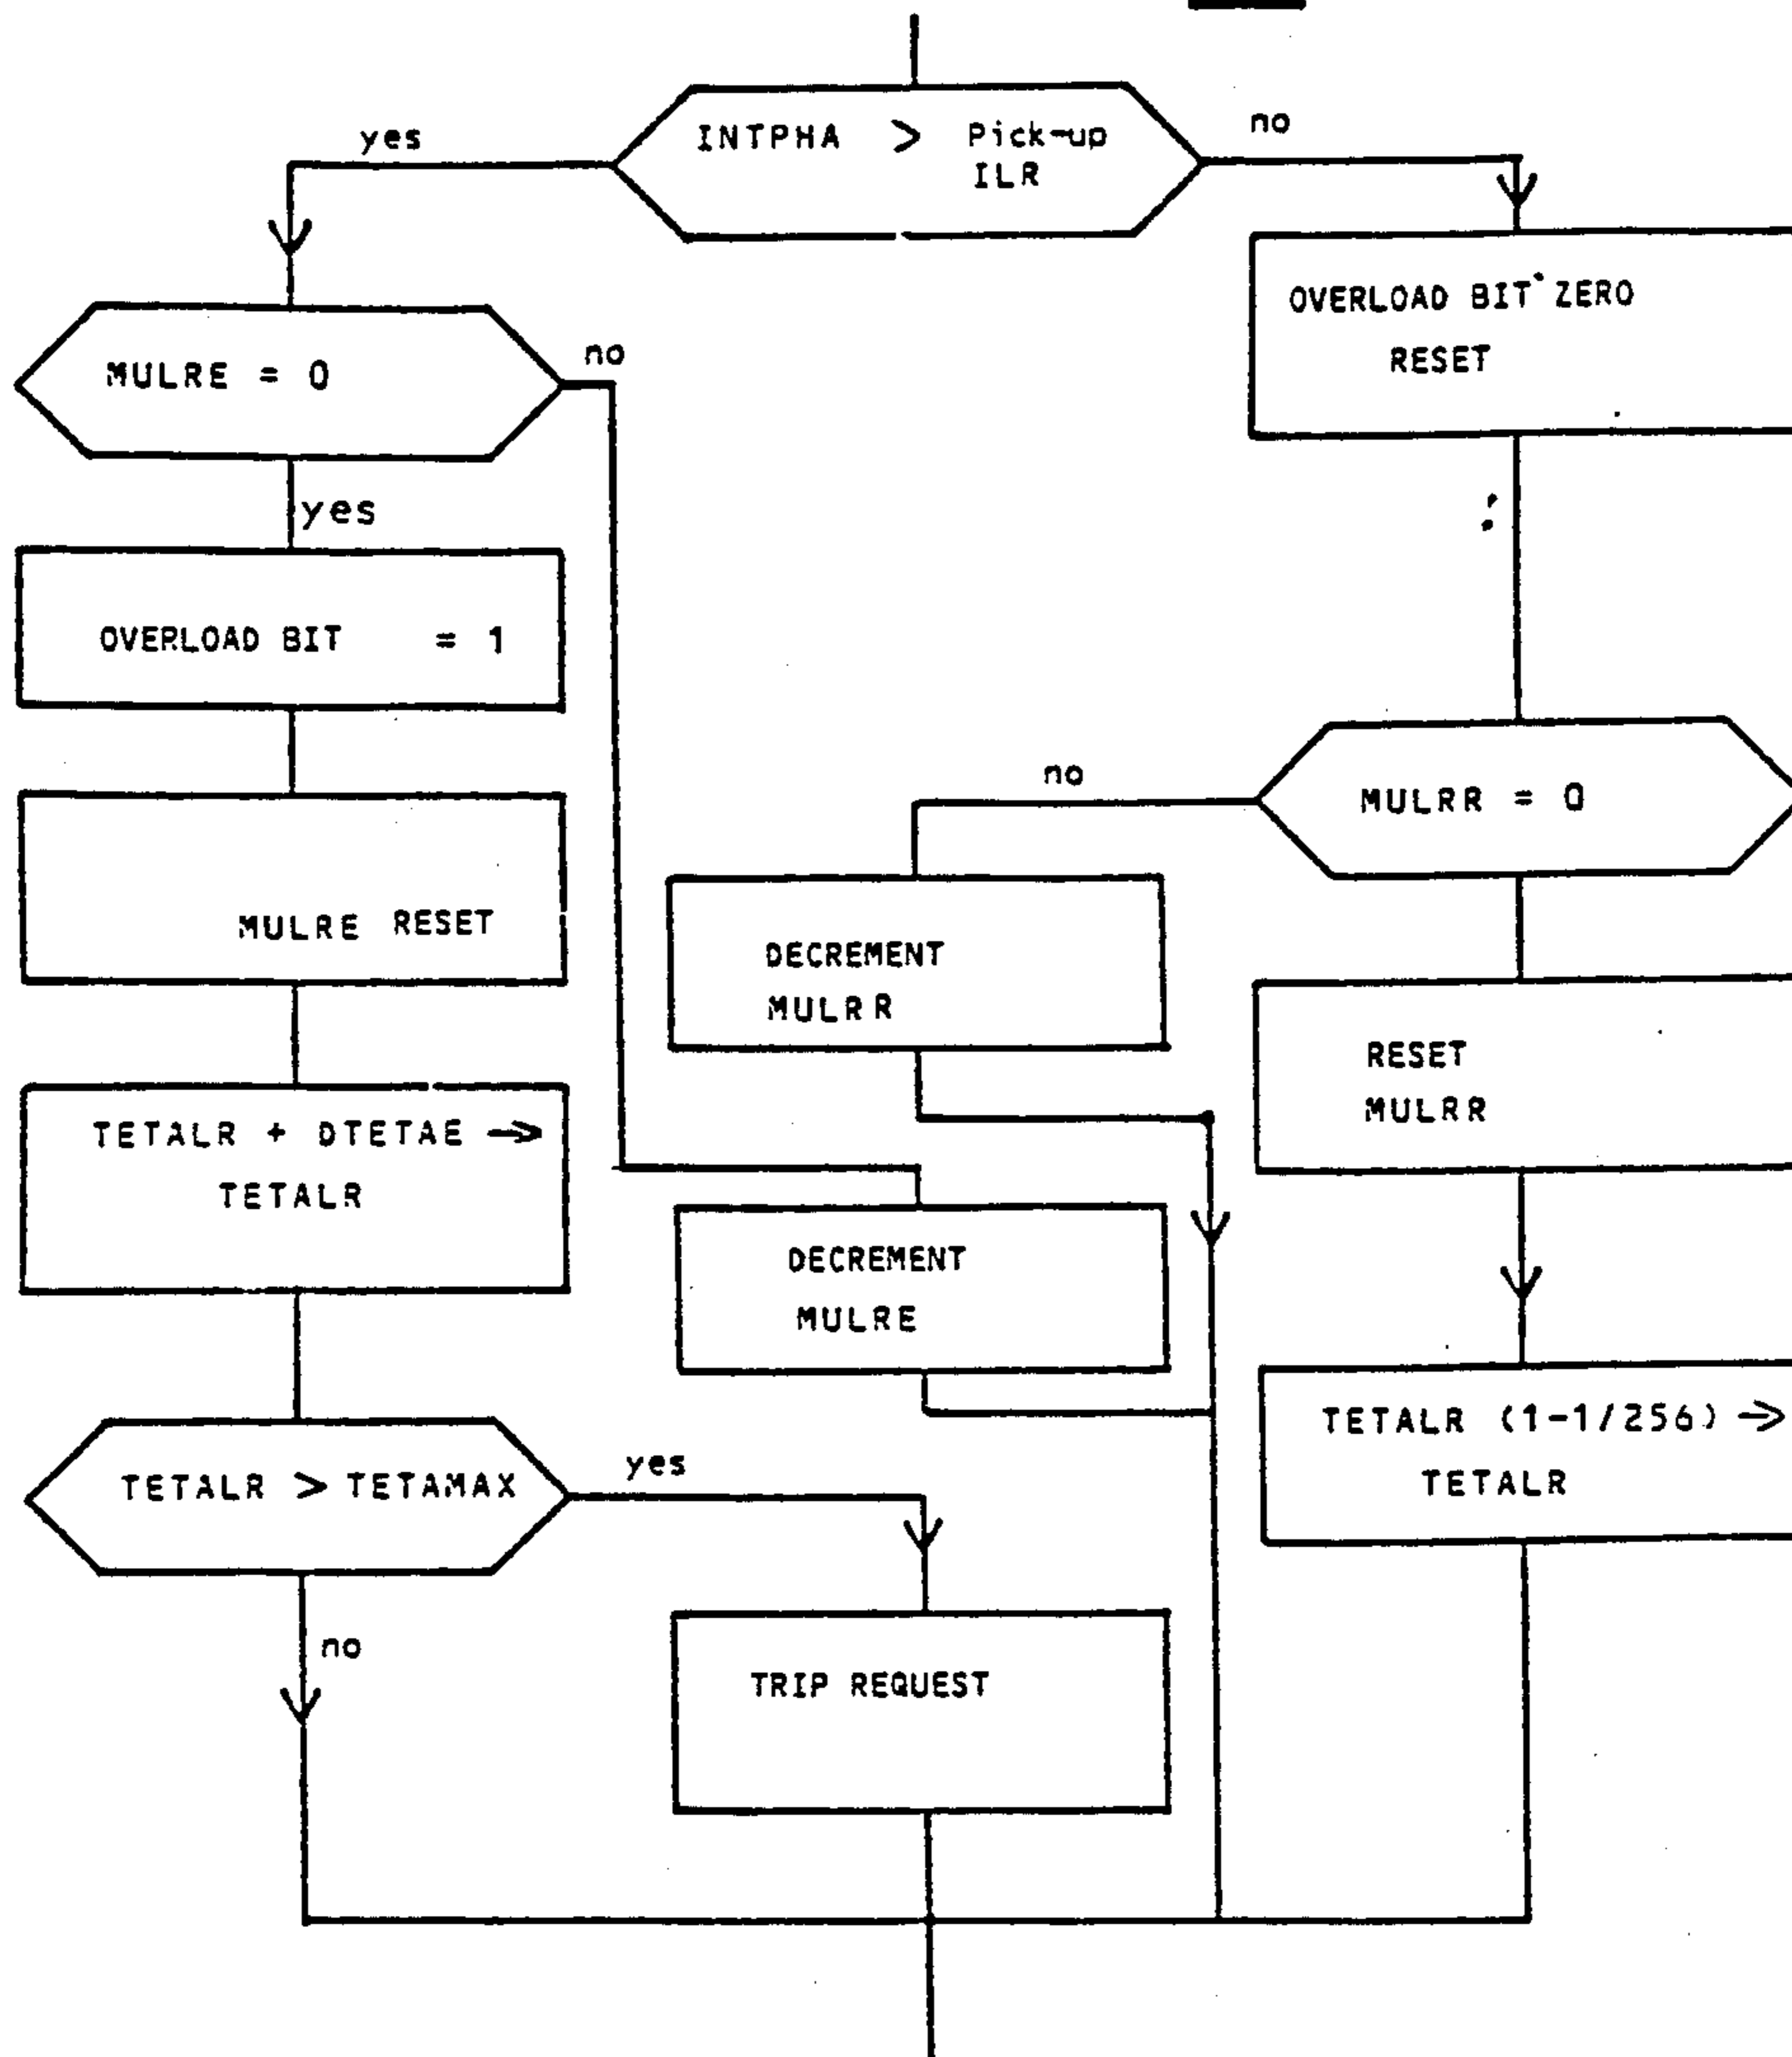 INTPHA > Pick-up
ILR
yes
no
OVERLOAD BIT ZERO
RESET
MULRE = 0
no
yes
OVERLOAD BIT = 1
MULRR = 0
no
MULRE RESET
DECREMENT
MULRR
RESET
MULRR
TETALR + DTETAE →
TETALR
DECREMENT
MULRE
TETALR (1-1/256) →
TETALR
TETALR > TETAMAX
yes
no
TRIP REQUEST